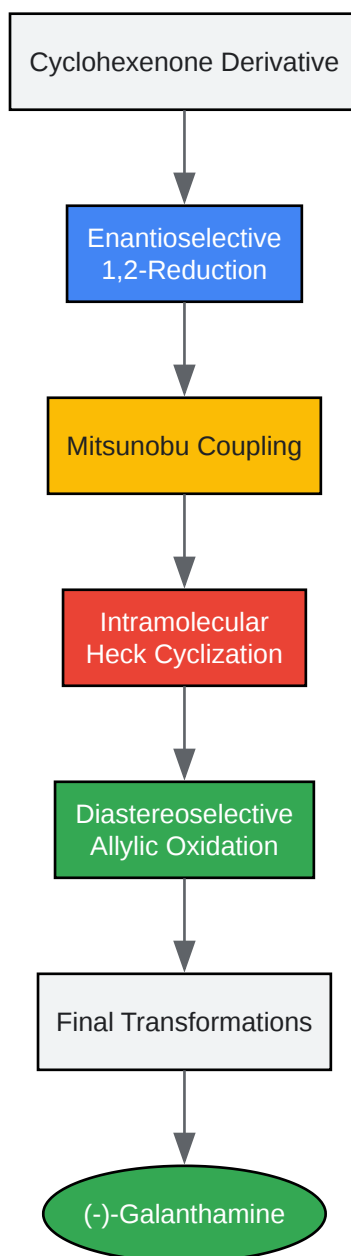 Cyclohexenone Derivative
Enantioselective
1,2-Reduction
Mitsunobu Coupling
Intramolecular
Heck Cyclization
Diastereoselective
Allylic Oxidation
Final Transformations
(-)-Galanthamine